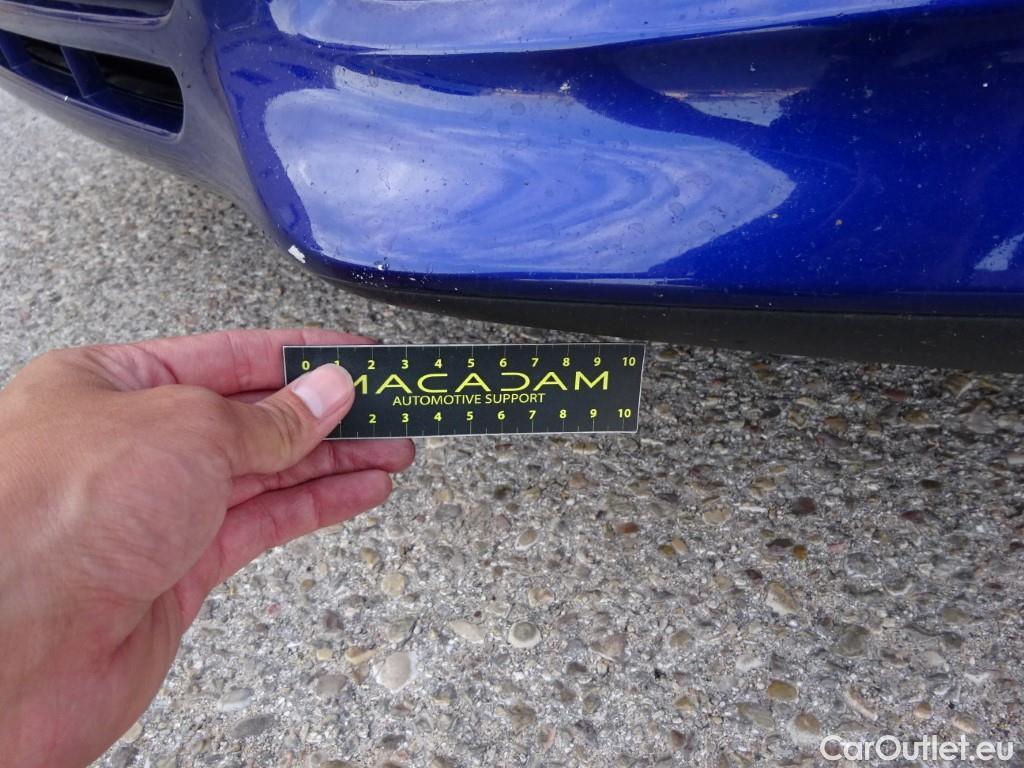 0 1 2 3 4 5 6 7 8 9 10
MACADAM
AUTOMOTIVE SUPPORT
2 3 4 5 6 7 8 9 10
CarOutlet.eu